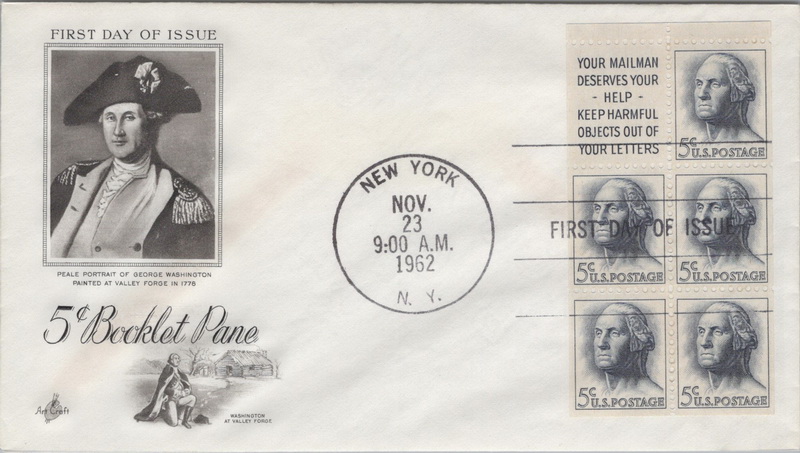 FIRST DAY OF ISSUE
PEALE PORTRAIT OF GEORGE WASHINGTON
PAINTED AT VALLEY FORGE IN 1778
5¢ Booklet Pane
Art Craft
WASHINGTON
AT VALLEY FORGE
NEW YORK
NOV.
23
9:00 A.M.
1962
N. Y.
YOUR MAILMAN
DESERVES YOUR
- HELP -
KEEP HARMFUL
OBJECTS OUT OF
YOUR LETTERS
5¢ U.S. POSTAGE
FIRST DAY OF ISSUE
5¢ U.S. POSTAGE
5¢ U.S. POSTAGE
5¢ U.S. POSTAGE
5¢ U.S. POSTAGE